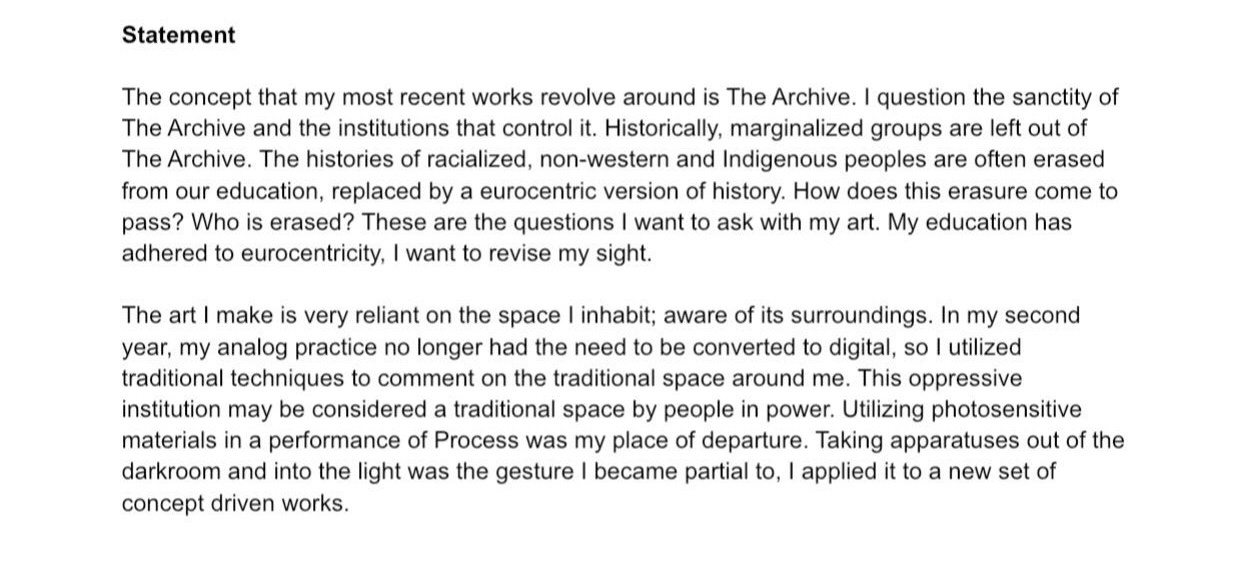 Statement
The concept that my most recent works revolve around is The Archive. I question the sanctity of
The Archive and the institutions that control it. Historically, marginalized groups are left out of
The Archive. The histories of racialized, non-western and Indigenous peoples are often erased
from our education, replaced by a eurocentric version of history. How does this erasure come to
pass? Who is erased? These are the questions I want to ask with my art. My education has
adhered to eurocentricity, I want to revise my sight.
The art I make is very reliant on the space I inhabit; aware of its surroundings. In my second
year, my analog practice no longer had the need to be converted to digital, so I utilized
traditional techniques to comment on the traditional space around me. This oppressive
institution may be considered a traditional space by people in power. Utilizing photosensitive
materials in a performance of Process was my place of departure. Taking apparatuses out of the
darkroom and into the light was the gesture I became partial to, I applied it to a new set of
concept driven works.